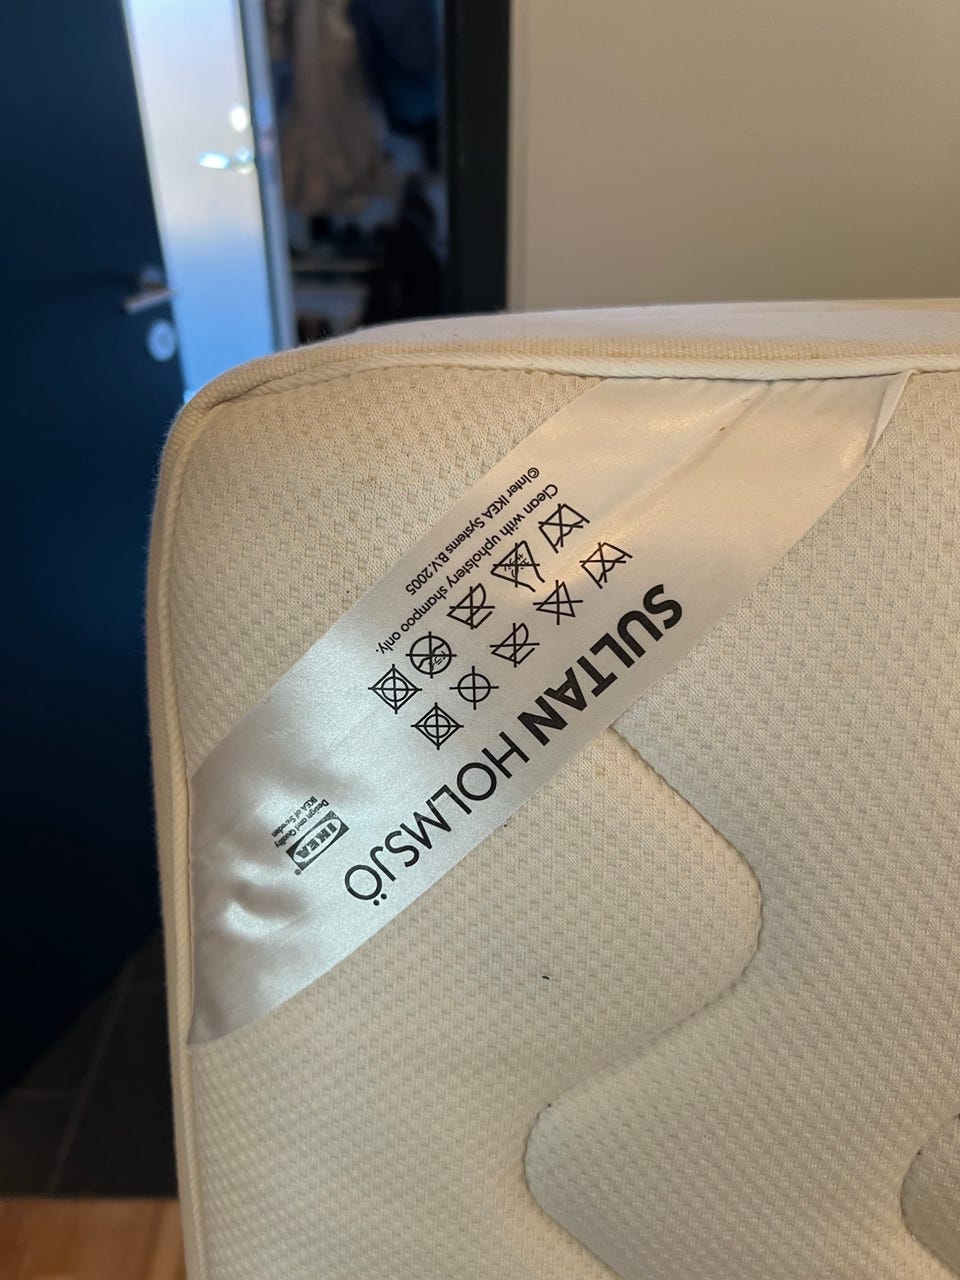 SULTAN HOLMSJÖ
Clean with upholstery shampoo only.
©Inter IKEA Systems B.V. 2005
IKEA®
Design and Quality
IKEA of Sweden